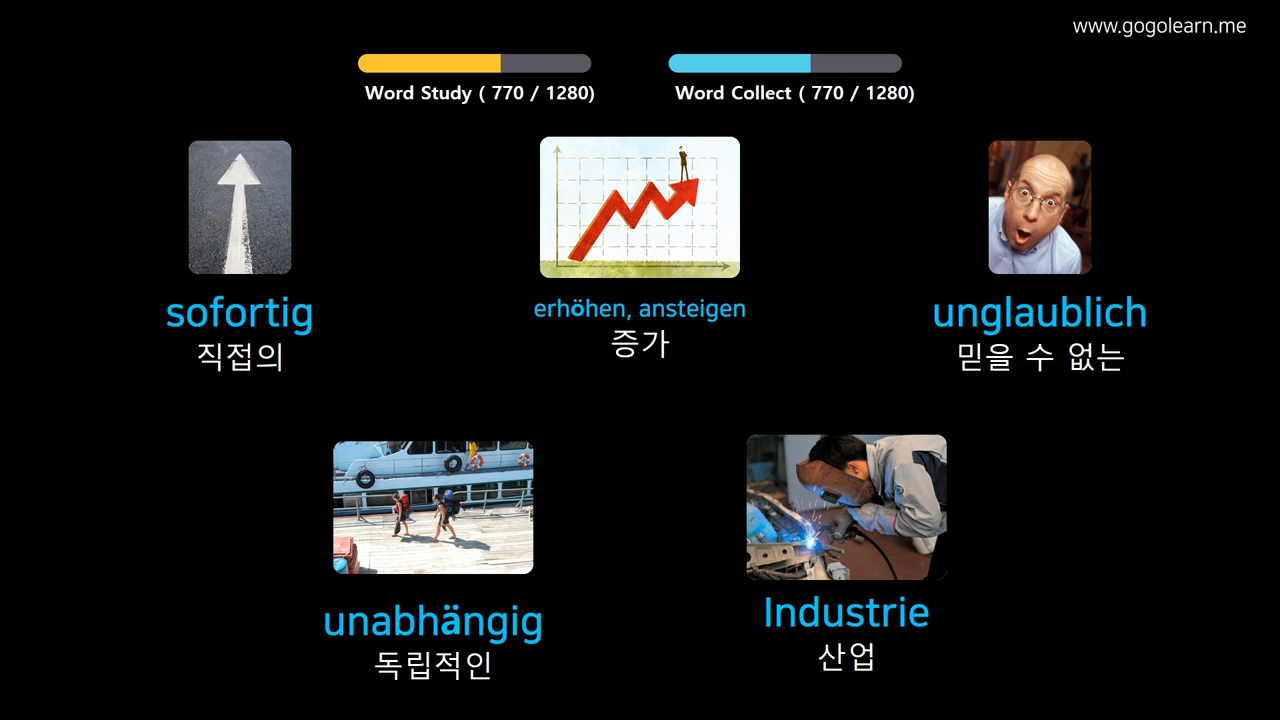 www.gogolearn.me
Word Study ( 770 / 1280)
Word Collect ( 770 / 1280)
sofortig
직접의
erhöhen, ansteigen
증가
unglaublich
믿을 수 없는
unabhängig
독립적인
Industrie
산업